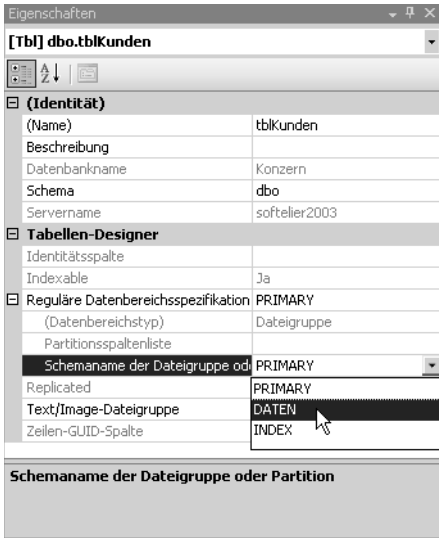 Eigenschaften
[Tbl] dbo.tblKunden
(Identität)
(Name) tblKunden
Beschreibung
Datenbankname Konzern
Schema dbo
Servername softelier2003
Tabellen-Designer
Identitätsspalte
Indexable Ja
Reguläre Datenbereichsspezifikation PRIMARY
(Datenbereichstyp) Dateigruppe
Partitionsspaltenliste
Schemaname der Dateigruppe od PRIMARY
Replicated PRIMARY
Text/Image-Dateigruppe DATEN
Zeilen-GUID-Spalte INDEX
Schemaname der Dateigruppe oder Partition